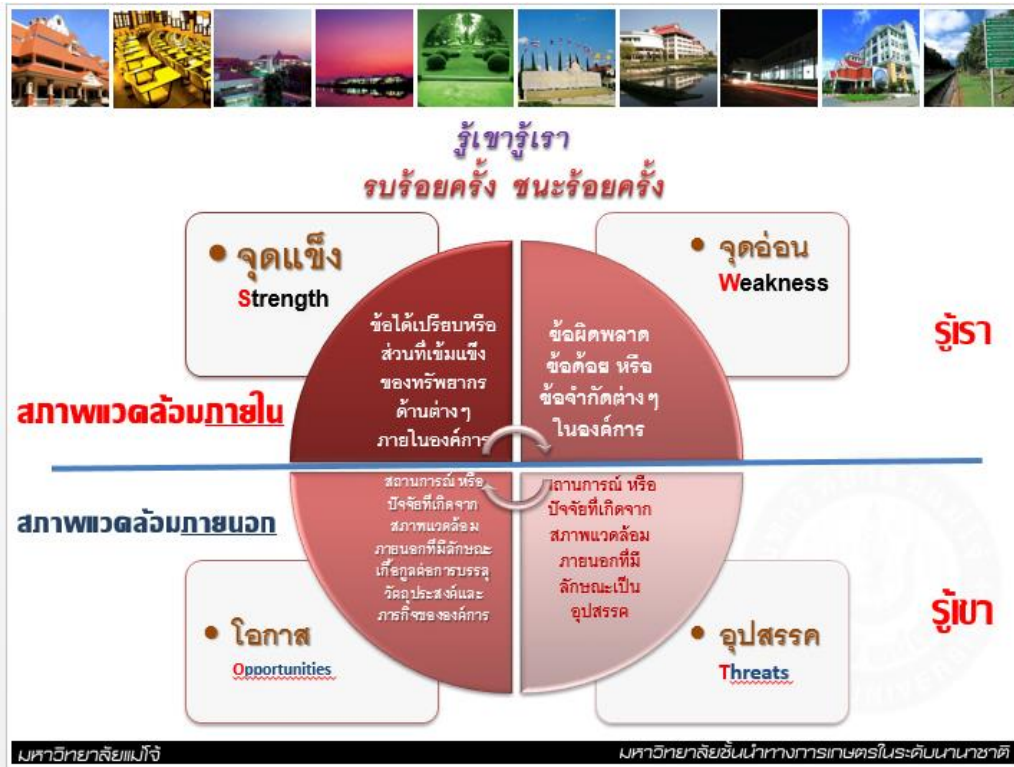 รู้เขารู้เรา
รบร้อยครั้ง ชนะร้อยครั้ง
• จุดแข็ง
Strength
• จุดอ่อน
Weakness
ข้อได้เปรียบหรือ
ส่วนที่เข้มแข็ง
ของทรัพยากร
ด้านต่างๆ
ภายในองค์การ
ข้อผิดพลาด
ข้อด้อย หรือ
ข้อจำกัดต่างๆ
ในองค์การ
รู้เรา
สภาพแวดล้อมภายใน
สภาพแวดล้อมภายนอก
สถานการณ์ หรือ
ปัจจัยที่เกิดจาก
สภาพแวดล้อม
ภายนอกที่มีลักษณะ
เกื้อกูลต่อการบรรลุ
วัตถุประสงค์และ
ภารกิจขององค์การ
สถานการณ์ หรือ
ปัจจัยที่เกิดจาก
สภาพแวดล้อม
ภายนอกที่มี
ลักษณะเป็น
อุปสรรค
รู้เขา
• โอกาส
Opportunities
• อุปสรรค
Threats
มหาวิทยาลัยแม่โจ้
มหาวิทยาลัยชั้นนำทางการเกษตรในระดับนานาชาติ